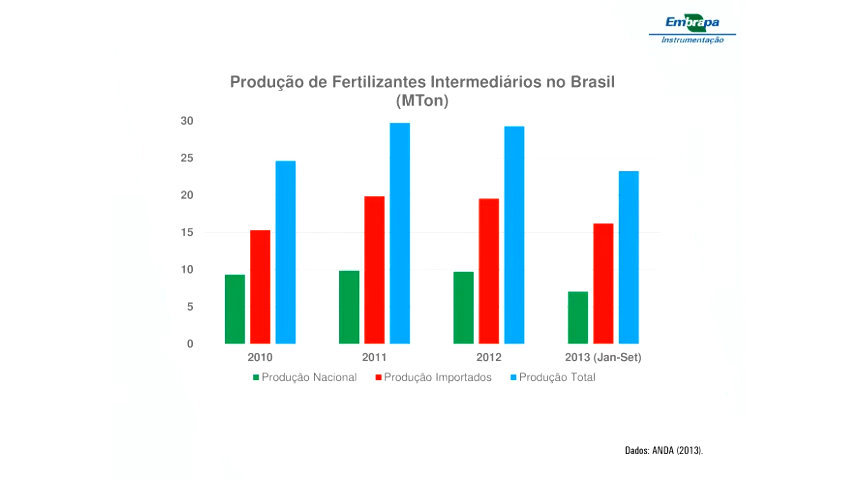 Embrapa
Instrumentação
Produção de Fertilizantes Intermediários no Brasil
(MTon)
30
25
20
15
10
5
0
2010 2011 2012 2013 (Jan-Set)
Produção Nacional Produção Importados Produção Total
Dados: ANDA (2013).